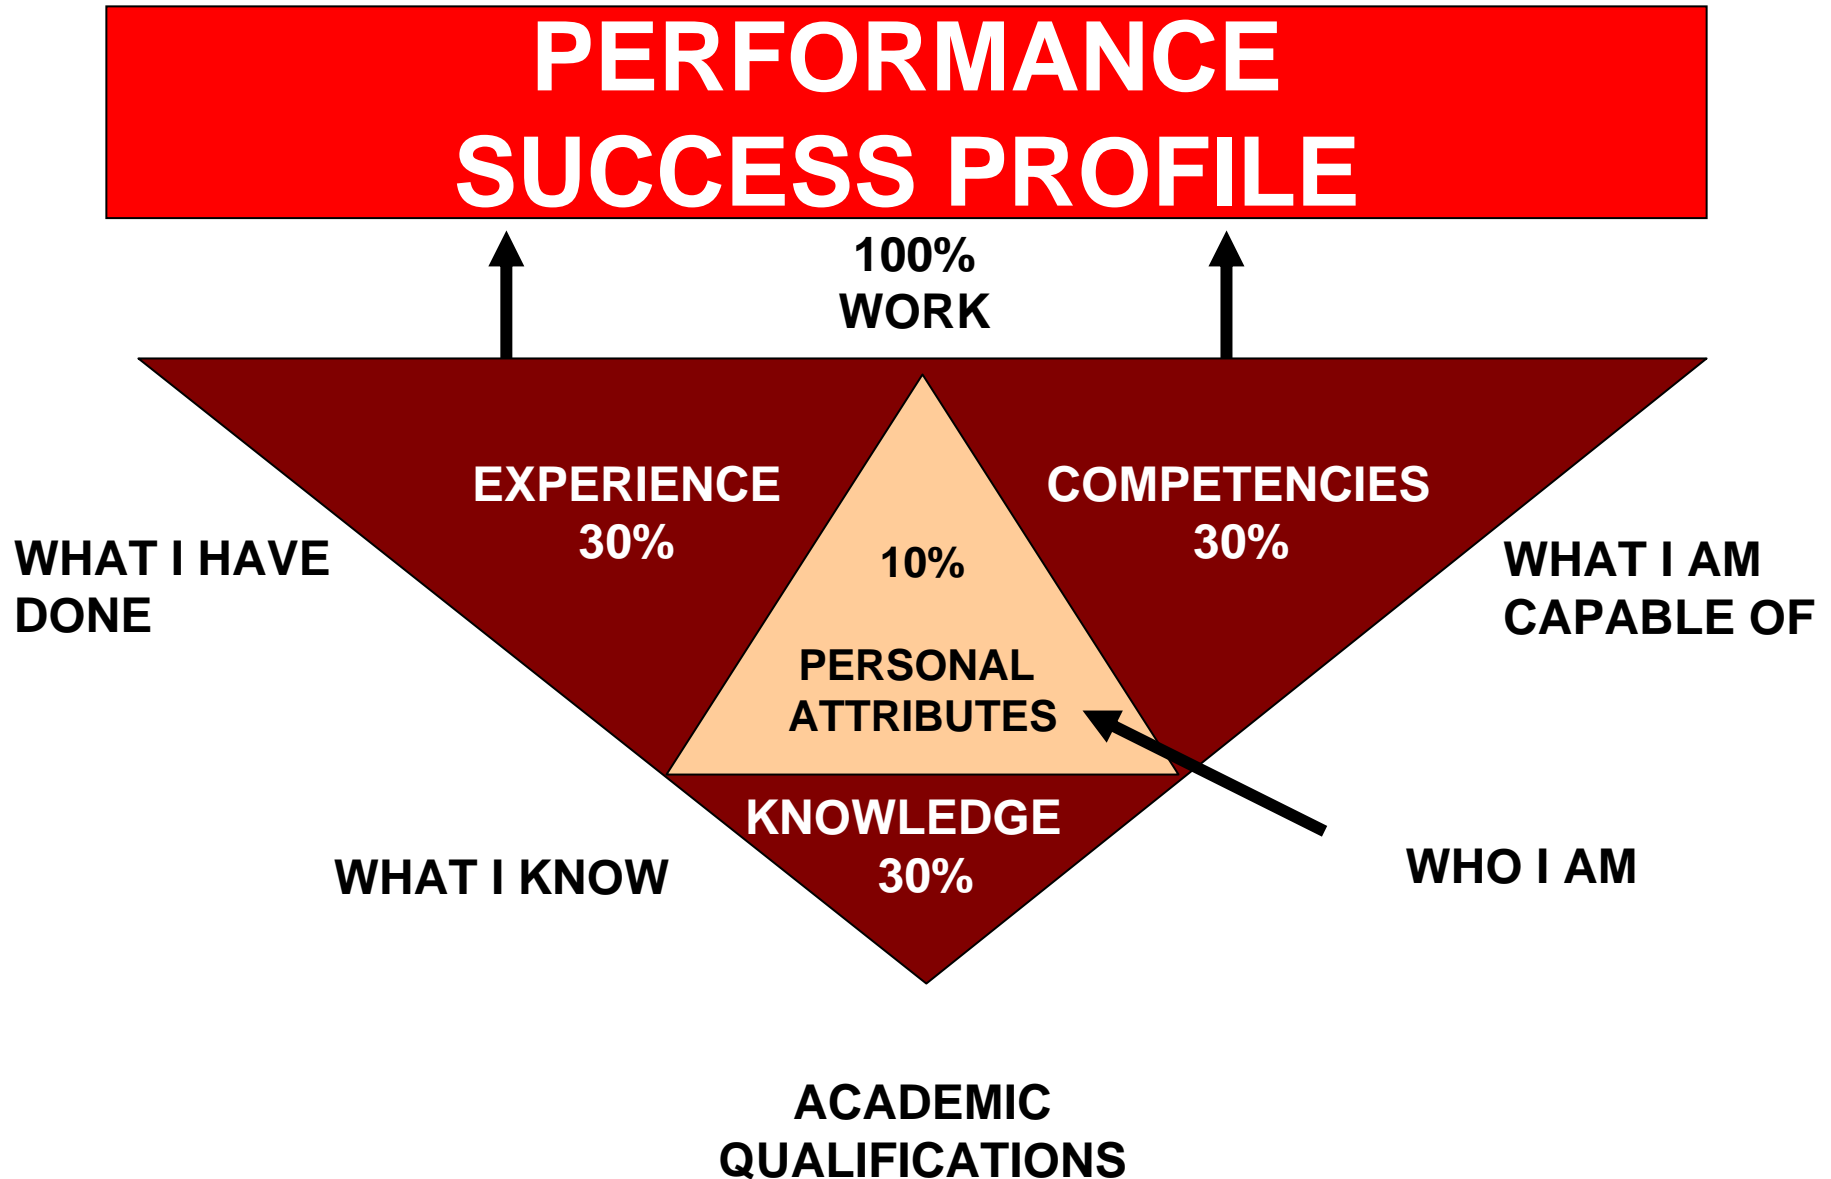 PERFORMANCE
SUCCESS PROFILE
100%
WORK
EXPERIENCE
30%
COMPETENCIES
30%
WHAT I HAVE
DONE
10%
WHAT I AM
CAPABLE OF
PERSONAL
ATTRIBUTES
KNOWLEDGE
30%
WHAT I KNOW
WHO I AM
ACADEMIC
QUALIFICATIONS